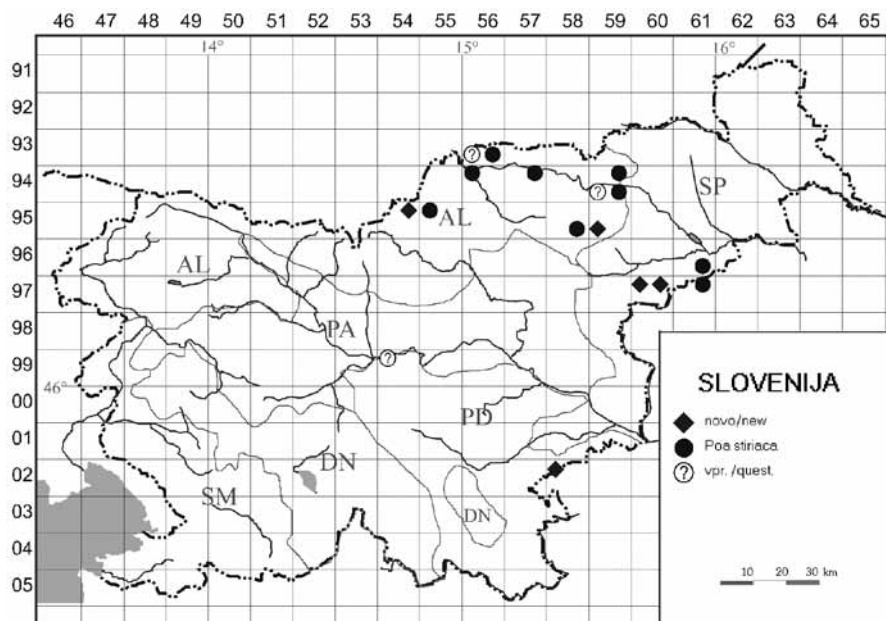 46 47 48 49 50 51 52 53 54 55 56 57 58 59 60 61 62 63 64 65
14° 15° 16°
91
92
93
?
94
SP
?
95
AL
96
AL
97
98
PA
99
?
46°
SLOVENIJA
00
PD
novo/new
01
Poa stiriaca
DN
02
? vpr./quest.
SM
03
DN
04
05
10 20 30 km